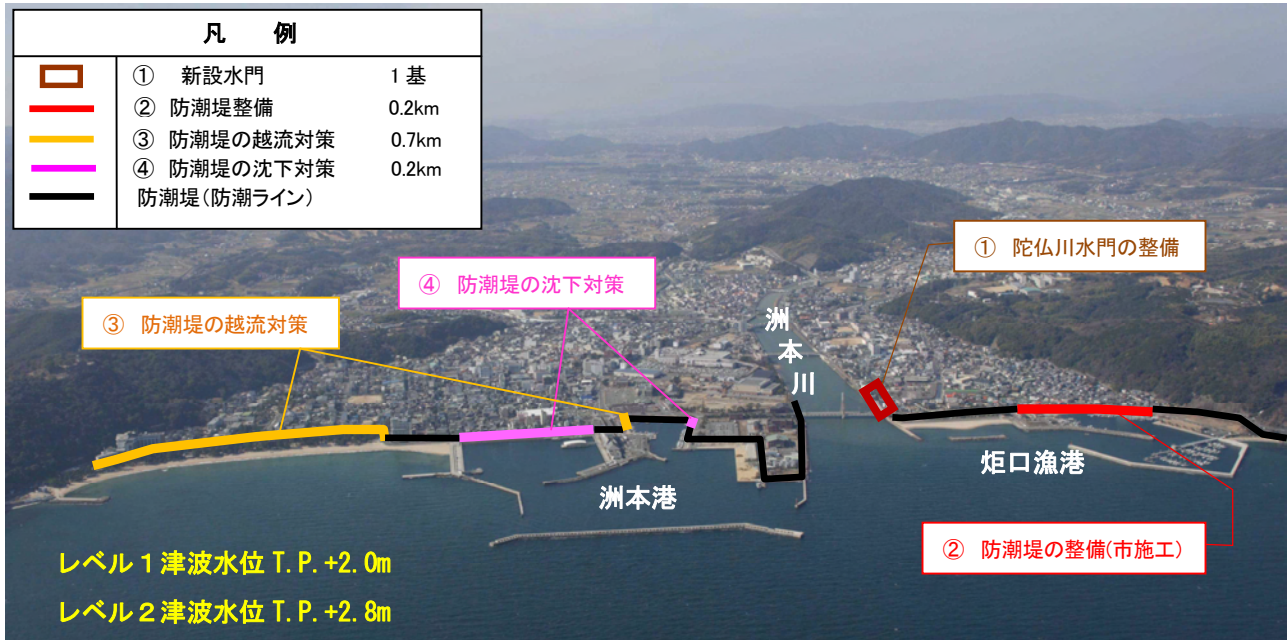 凡 例
① 新設水門 1基
② 防潮堤整備 0.2km
③ 防潮堤の越流対策 0.7km
④ 防潮堤の沈下対策 0.2km
防潮堤(防潮ライン)
① 陀仏川水門の整備
④ 防潮堤の沈下対策
③ 防潮堤の越流対策
洲本川
洲本港
炬口漁港
② 防潮堤の整備(市施工)
レベル1津波水位 T.P.+2.0m
レベル2津波水位 T.P.+2.8m